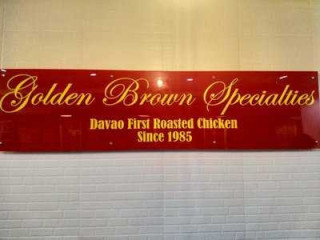 Golden Brown Specialties
Davao First Roasted Chicken
Since 1985